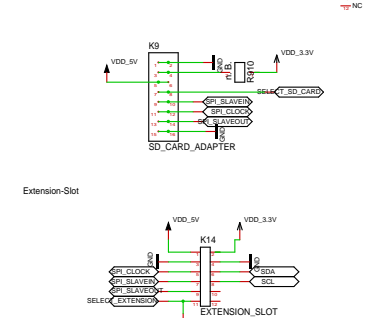 NC
K9
VDD_5V
VDD_3.3V
GND
n.B.
R910
SELECT_SD_CARD
SPI_SLAVEIN
SPI_CLOCK
SPI_SLAVEOUT
GND
SD_CARD_ADAPTER
Extension-Slot
VDD_5V
VDD_3.3V
K14
GND
GND
SPI_CLOCK
SDA
SPI_SLAVEIN
SCL
SPI_SLAVEOUT
SELECT_EXTENSION
EXTENSION_SLOT